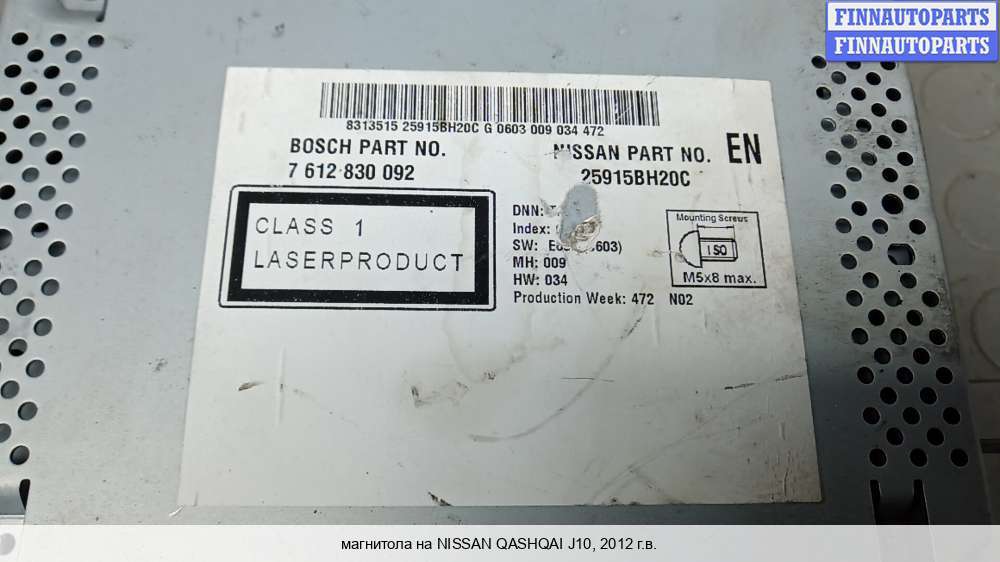 FINNAUTOPARTS
FINNAUTOPARTS
8313515 25915BH20C G 0603 009 034 472
BOSCH PART NO.
7 612 830 092
NISSAN PART NO.
25915BH20C
EN
CLASS 1
LASERPRODUCT
DNN:
Index:
SW:
MH: 009
HW: 034
Production Week: 472 N02
Mounting Screws
ISO
M5x8 max.
магнитола на NISSAN QASHQAI J10, 2012 г.в.